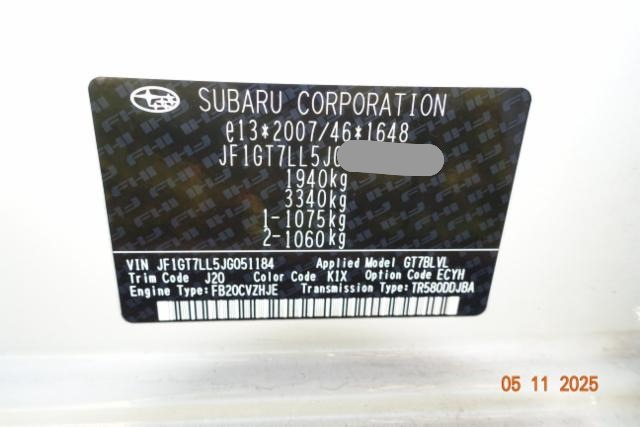 SUBARU CORPORATION
e13*2007/46*1648
JF1GT7LL5JG
1940kg
3340kg
1-1075kg
2-1060kg
VIN JF1GT7LL5JG051184 Applied Model GT7BLVL
Trim Code J20 Color Code K1X Option Code ECYH
Engine Type:FB20CVZHJE Transmission Type:TR580DDJBA
05 11 2025